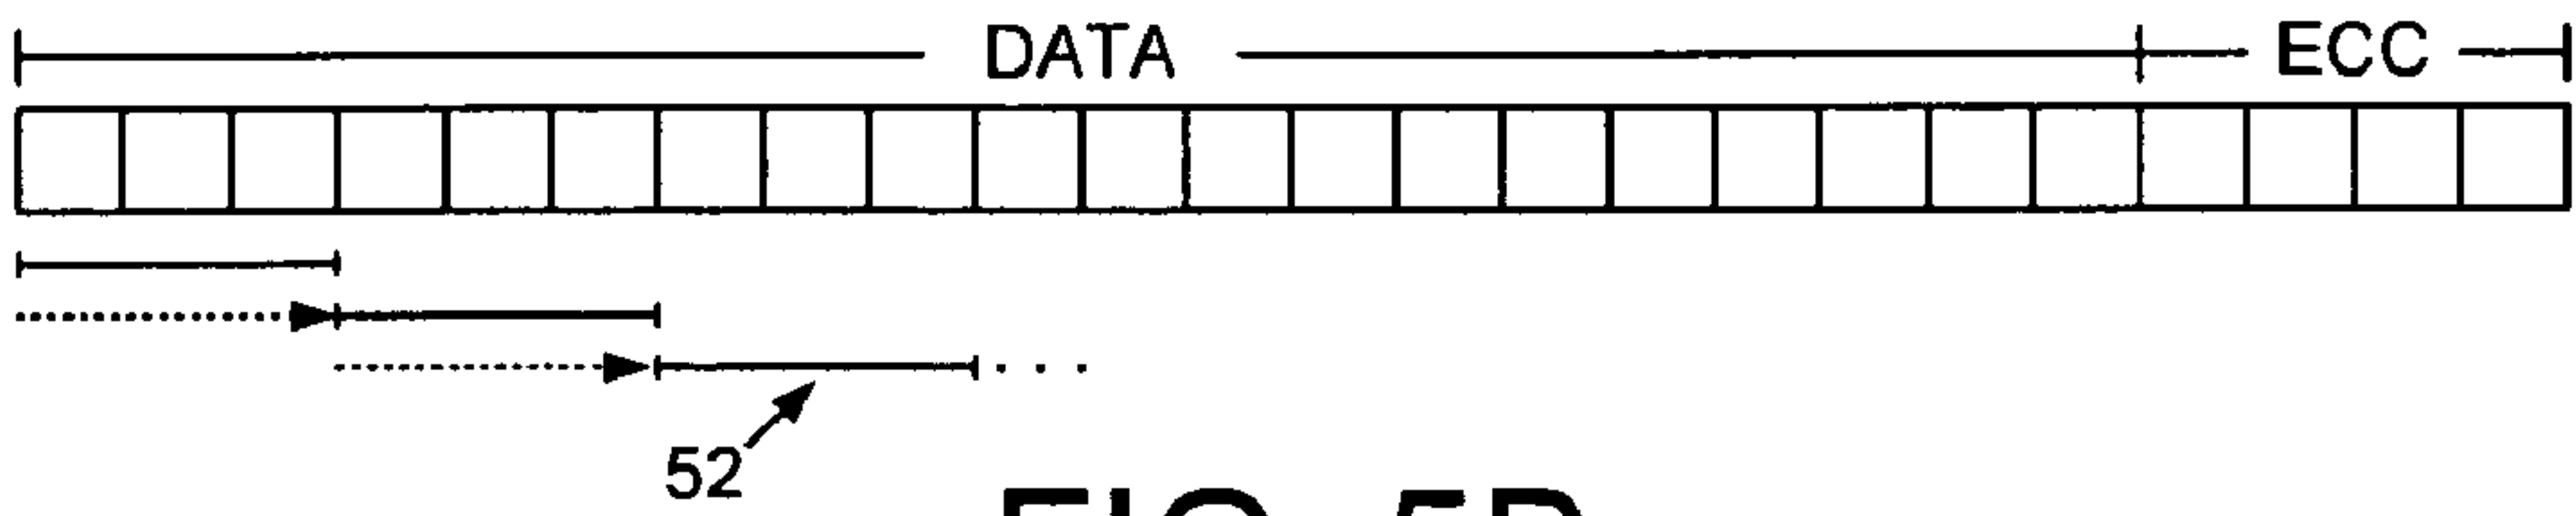 DATA ECC
. . .
52